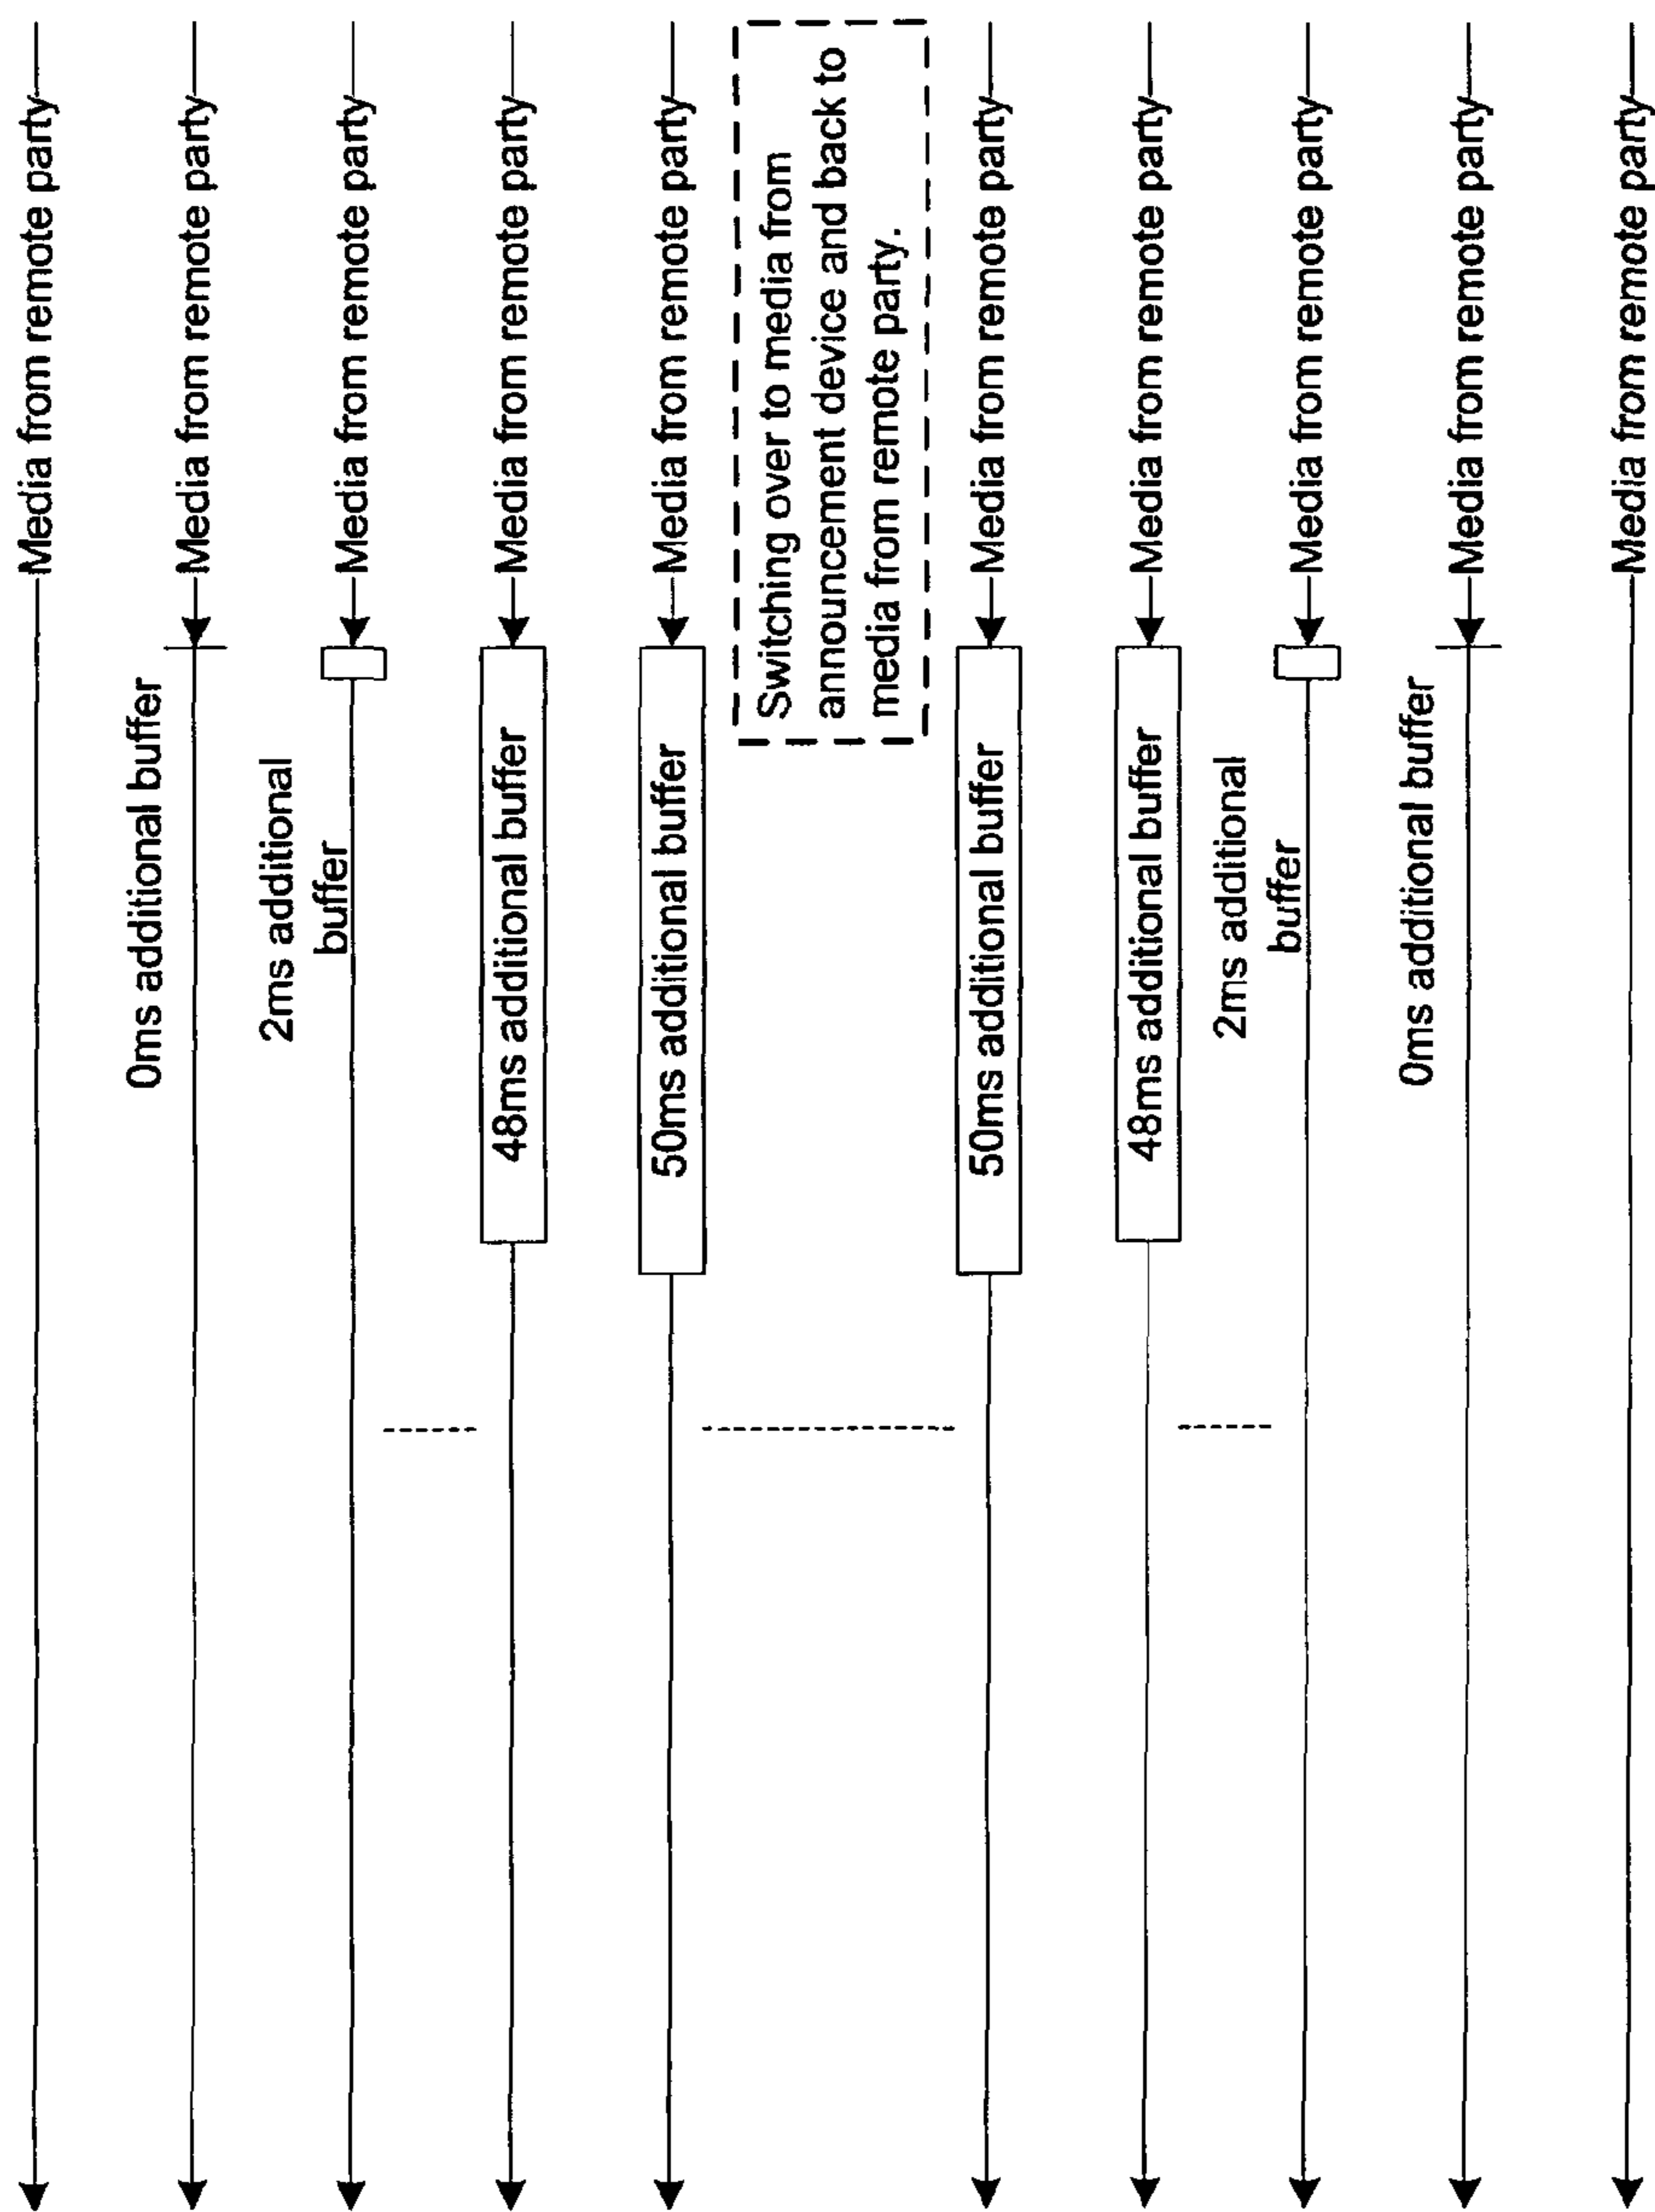 Media from remote party
Media from remote party
0ms additional buffer
Media from remote party
2ms additional
buffer
Media from remote party
48ms additional buffer
Media from remote party
50ms additional buffer
Switching over to media from
announcement device and back to
media from remote party.
Media from remote party
50ms additional buffer
Media from remote party
48ms additional buffer
Media from remote party
2ms additional
buffer
Media from remote party
0ms additional buffer
Media from remote party